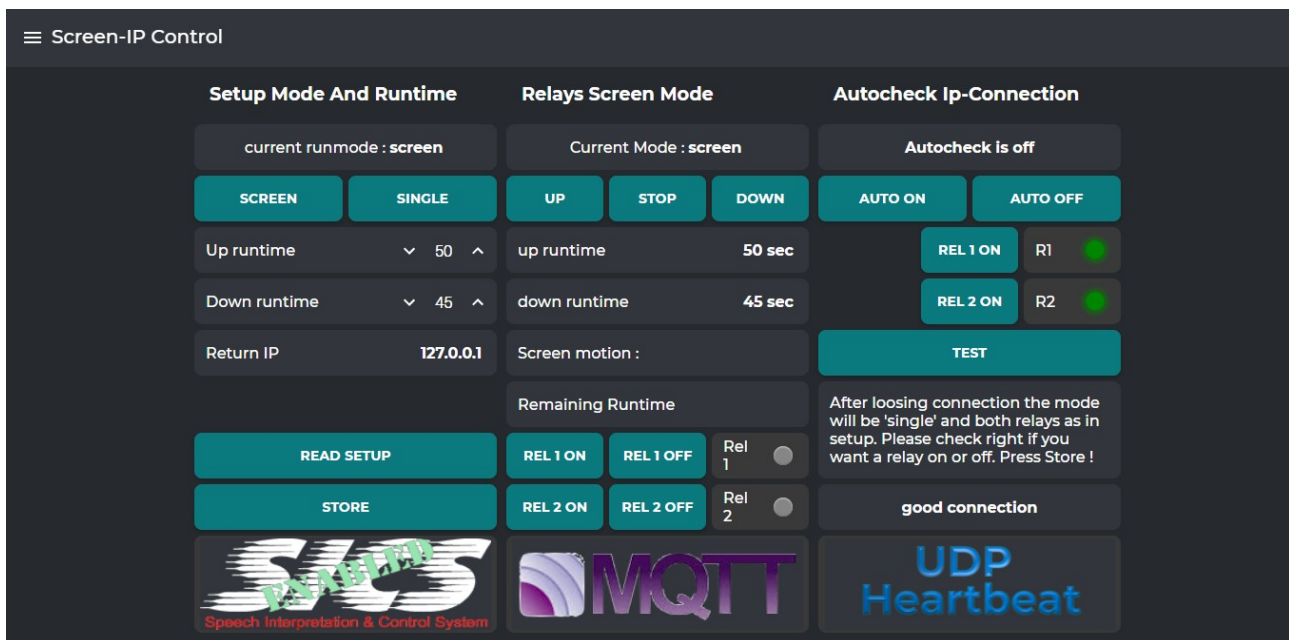 Screen-IP Control
Setup Mode And Runtime
current runmode : screen
SCREEN
SINGLE
Up runtime
50
Down runtime
45
Return IP
127.0.0.1
READ SETUP
STORE
SICS
ENABLED
Speech Interpretation & Control System
Relays Screen Mode
Current Mode : screen
UP
STOP
DOWN
up runtime
50 sec
down runtime
45 sec
Screen motion :
Remaining Runtime
REL 1 ON
REL 1 OFF
Rel
1
REL 2 ON
REL 2 OFF
Rel
2
MQTT
Autocheck Ip-Connection
Autocheck is off
AUTO ON
AUTO OFF
REL 1 ON
R1
REL 2 ON
R2
TEST
After loosing connection the mode
will be 'single' and both relays as in
setup. Please check right if you
want a relay on or off. Press Store !
good connection
UDP
Heartbeat